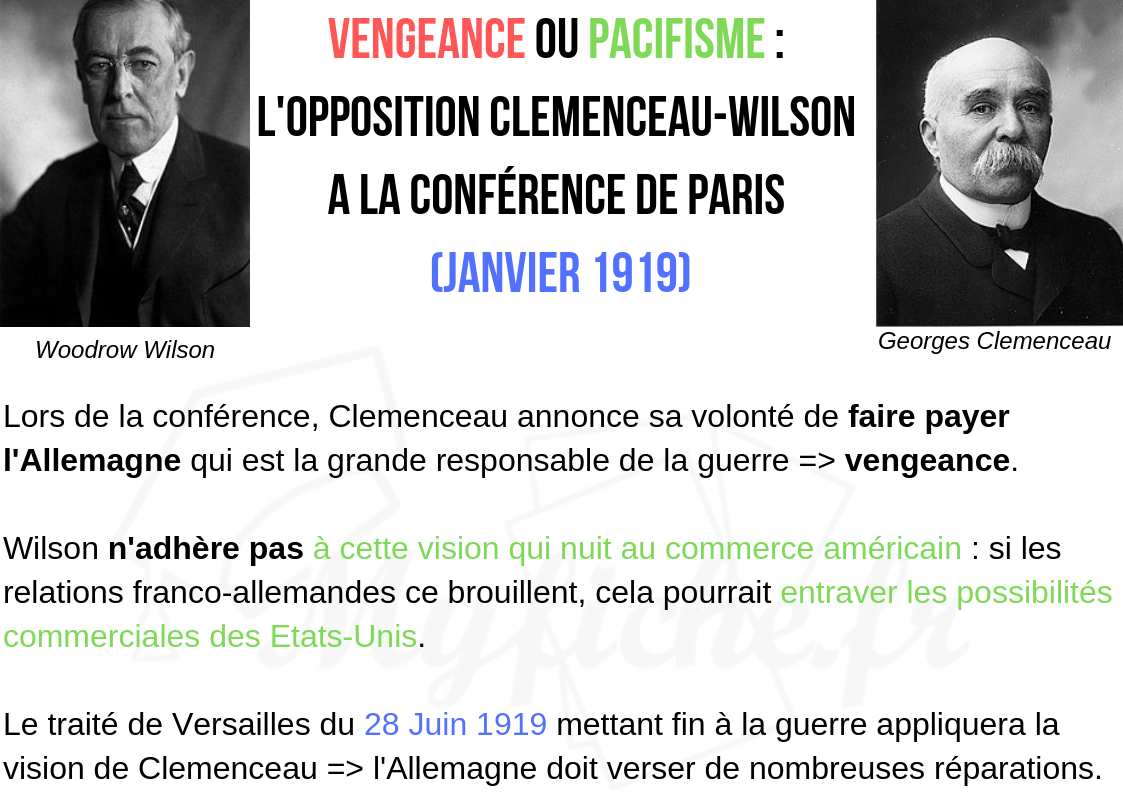 VENGEANCE OU PACIFISME :
L'OPPOSITION CLEMENCEAU-WILSON
A LA CONFÉRENCE DE PARIS
(JANVIER 1919)
Woodrow Wilson
Georges Clemenceau
Lors de la conférence, Clemenceau annonce sa volonté de faire payer
l'Allemagne qui est la grande responsable de la guerre => vengeance.
Wilson n'adhère pas à cette vision qui nuit au commerce américain : si les
relations franco-allemandes ce brouillent, cela pourrait entraver les possibilités
commerciales des Etats-Unis.
Myfiche.fr
Le traité de Versailles du 28 Juin 1919 mettant fin à la guerre appliquera la
vision de Clemenceau => l'Allemagne doit verser de nombreuses réparations.